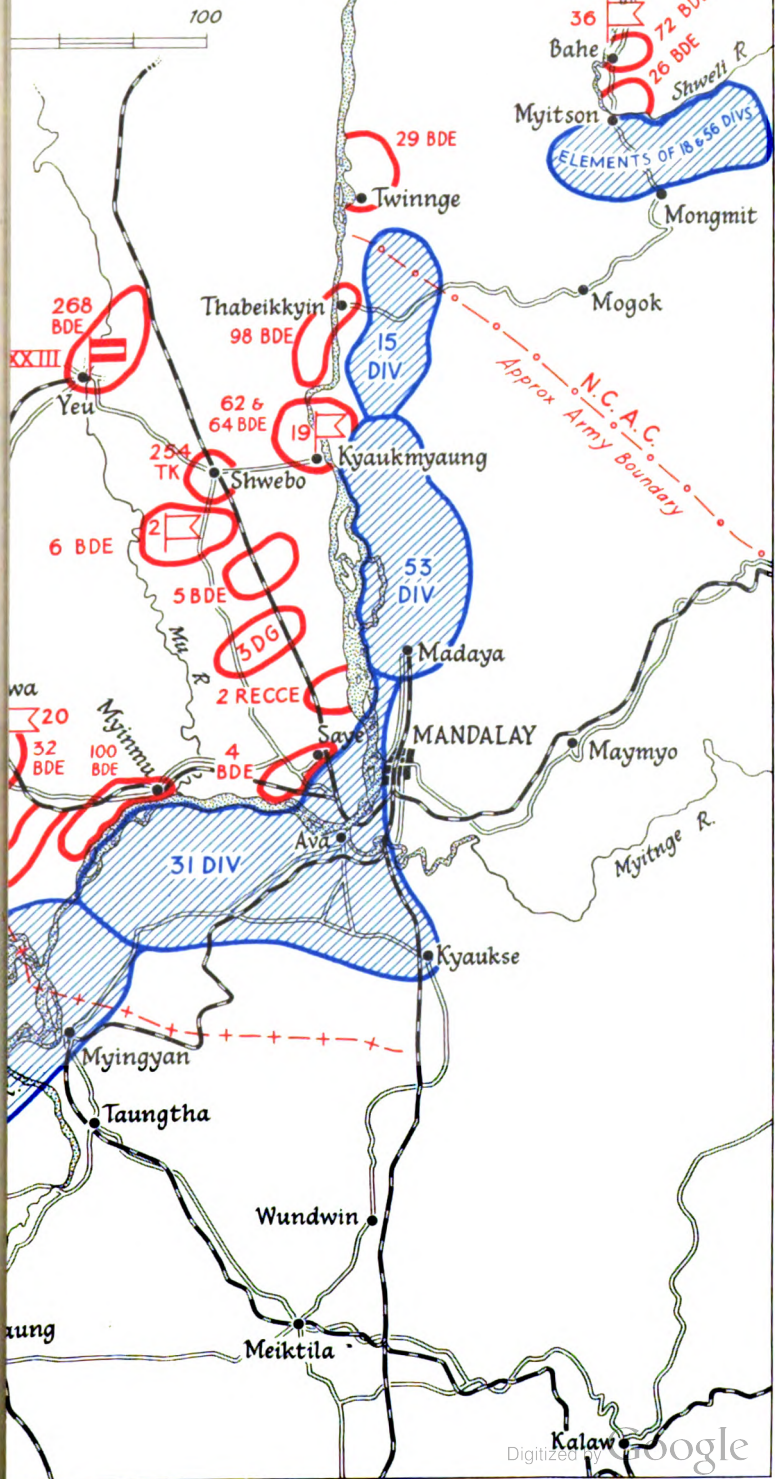 100
36
72 BDE
Bahe
26 BDE
Shweli R
Myitson
ELEMENTS OF 18 & 56 DIVS
29 BDE
Twinnge
Mongmit
268
BDE
Thabeikkyin
98 BDE
Mogok
XXIII
15
DIV
N.C.A.C.
Approx Army Boundary
Yeu
62 &
64 BDE
19
Kyaukmyaung
254
TK
Shwebo
2
6 BDE
5 BDE
53
DIV
3 DG
Madaya
Mu R
2 RECCE
wa
20
Myinmu
Saye
MANDALAY
Maymyo
32
BDE
100
BDE
4
BDE
Ava
Myitnge R.
31 DIV
Kyaukse
Myingyan
Taungtha
Wundwin
aung
Meiktila
Kalaw
Digitized by Google